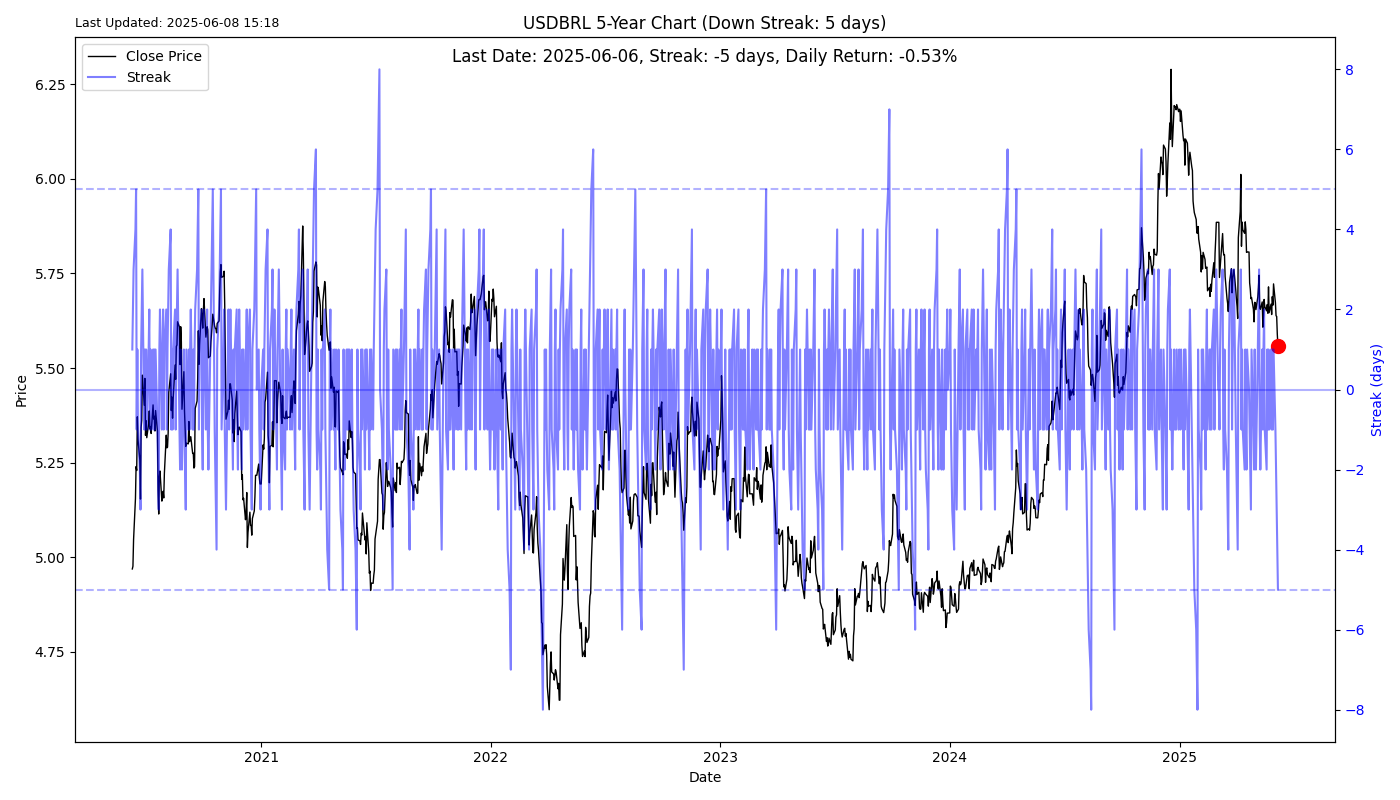 Last Updated: 2025-06-08 15:18
USDBRL 5-Year Chart (Down Streak: 5 days)
Last Date: 2025-06-06, Streak: -5 days, Daily Return: -0.53%
Close Price
Streak
6.25
6.00
5.75
5.50
5.25
5.00
4.75
Price
8
6
4
2
0
−2
−4
−6
−8
Streak (days)
2021
2022
2023
2024
2025
Date